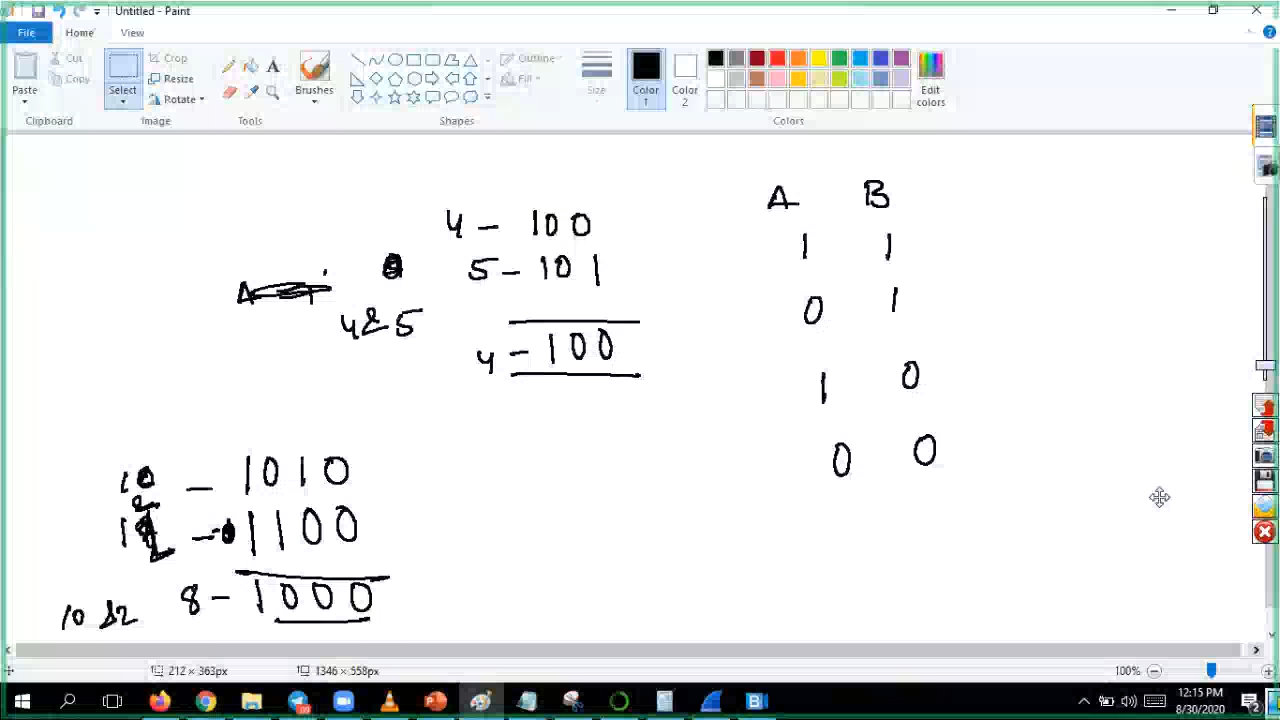 Untitled - Paint
File Home View
Paste
Cut
Copy
Clipboard
Select
Crop
Resize
Rotate
Image
Tools
Brushes
Shapes
Outline
Fill
Size
Color 1
Color 2
Colors
Edit colors
A B
4 - 100
1 1
5 - 101
0 1
4&5
4 - 100
1 0
0 0
10 - 1010
12 - 1100
8 - 1000
10 &12
212 × 363px
1346 × 558px
100%
12:15 PM
8/30/2020